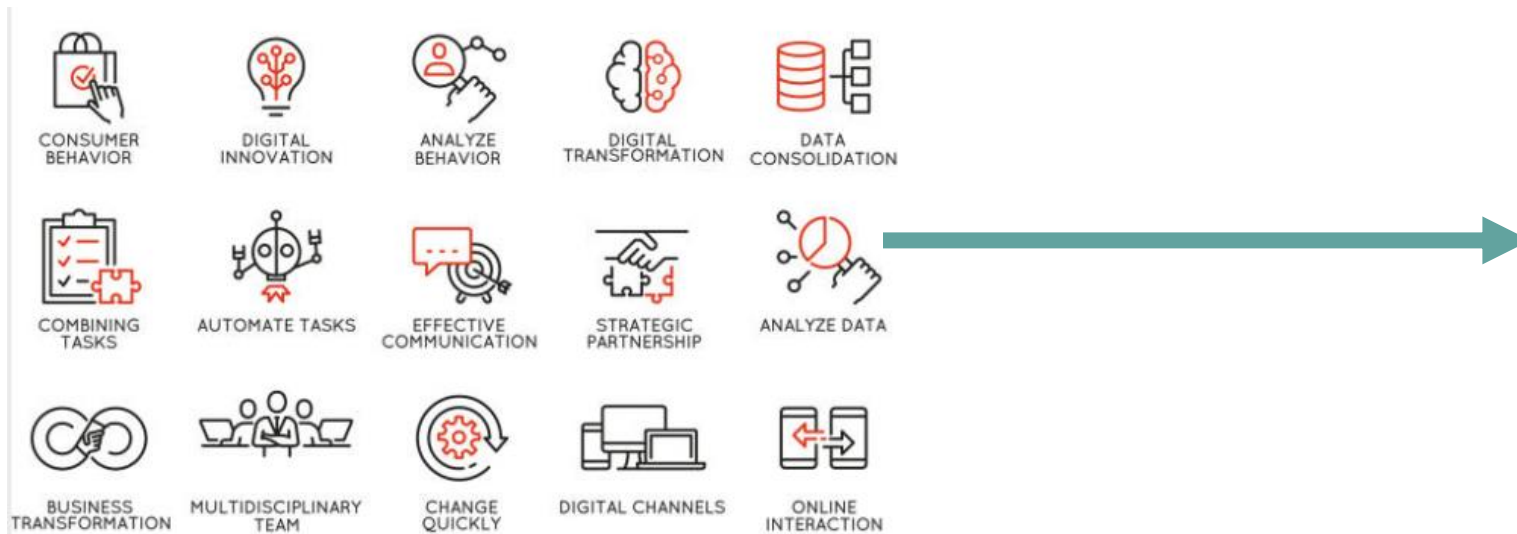 CONSUMER
BEHAVIOR
DIGITAL
INNOVATION
ANALYZE
BEHAVIOR
DIGITAL
TRANSFORMATION
DATA
CONSOLIDATION
COMBINING
TASKS
AUTOMATE TASKS
EFFECTIVE
COMMUNICATION
STRATEGIC
PARTNERSHIP
ANALYZE DATA
BUSINESS
TRANSFORMATION
MULTIDISCIPLINARY
TEAM
CHANGE
QUICKLY
DIGITAL CHANNELS
ONLINE
INTERACTION